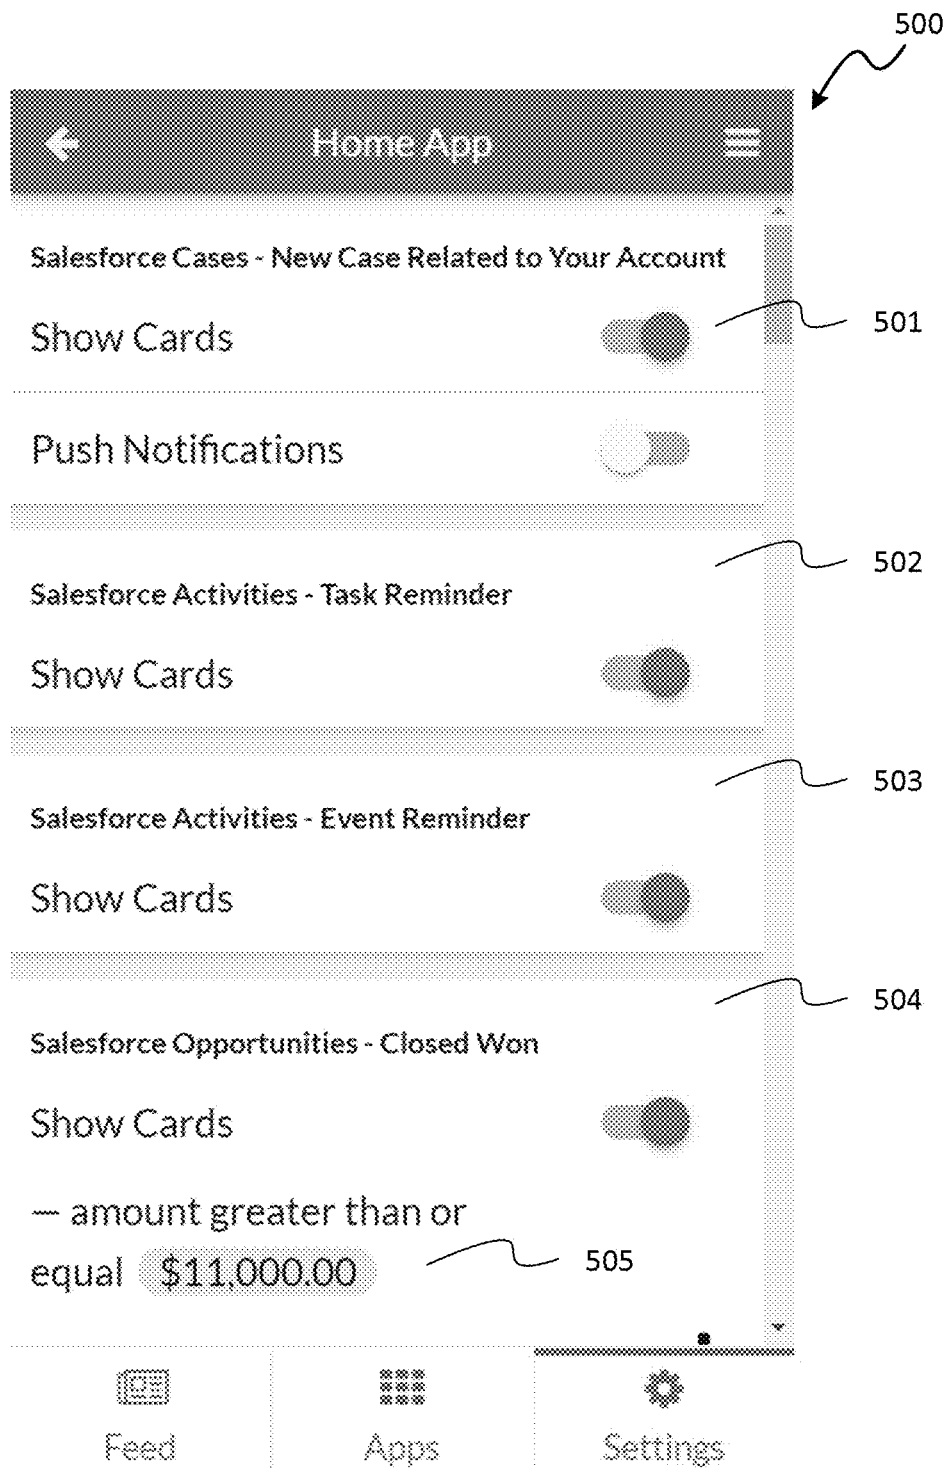 500
Home App
Salesforce Cases - New Case Related to Your Account
Show Cards
501
Push Notifications
502
Salesforce Activities - Task Reminder
Show Cards
503
Salesforce Activities - Event Reminder
Show Cards
504
Salesforce Opportunities - Closed Won
Show Cards
— amount greater than or
equal $11,000.00
505
Feed
Apps
Settings